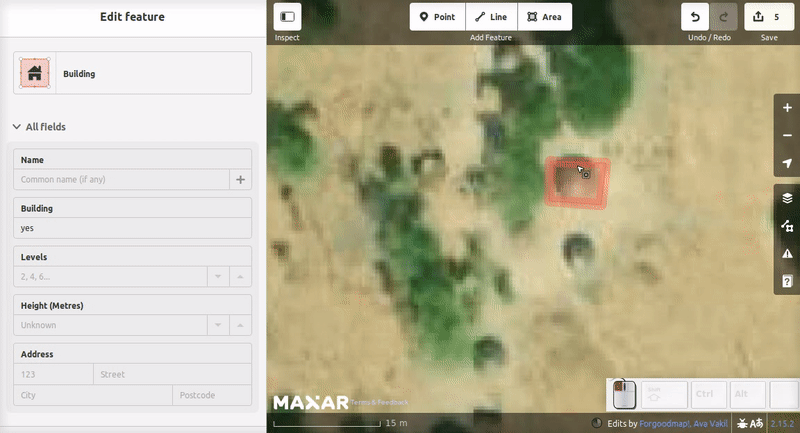 Edit feature
Building
All fields
Name
Common name (if any)
Building
yes
Levels
2, 4, 6...
Height (Metres)
Unknown
Address
123
Street
City
Postcode
Inspect
Point
Line
Area
Add Feature
Undo / Redo
5
Save
Ctrl
Alt
MAXAR
Terms & Feedback
15 m
Edits by Forgoodmap!, Ava Vakil
2.15.2